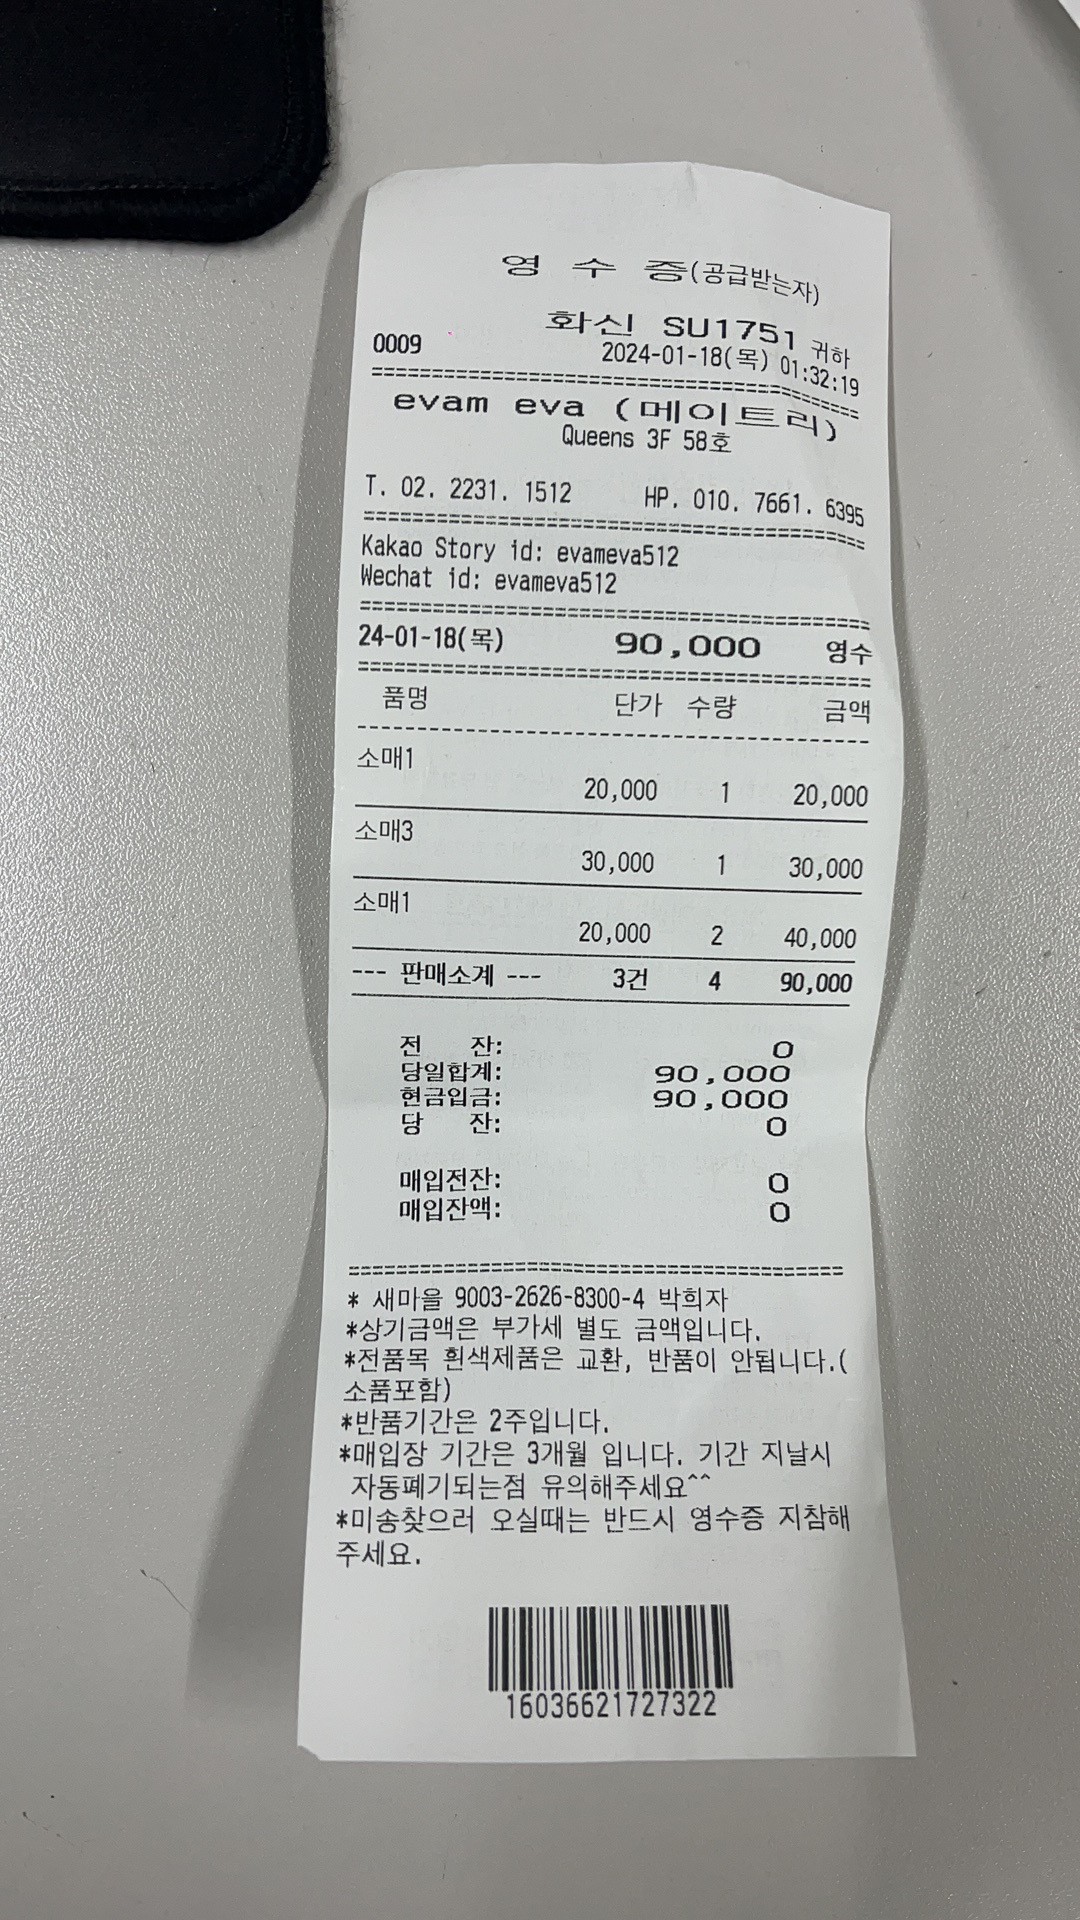 영 수 증(공급받는자)
화신 SU1751 귀하
0009 2024-01-18(목) 01:32:19
========================================
evam eva (메이트리)
Queens 3F 58호
T. 02. 2231. 1512 HP. 010. 7661. 6395
========================================
Kakao Story id: evameva512
Wechat id: evameva512
========================================
24-01-18(목) 90,000 영수
========================================
품명 단가 수량 금액
----------------------------------------
소매1
20,000 1 20,000
소매3
30,000 1 30,000
소매1
20,000 2 40,000
--- 판매소계 --- 3건 4 90,000
전 잔: 0
당일합계: 90,000
현금입금: 90,000
당 잔: 0
매입전잔: 0
매입잔액: 0
========================================
* 새마을 9003-2626-8300-4 박희자
*상기금액은 부가세 별도 금액입니다.
*전품목 흰색제품은 교환, 반품이 안됩니다.(
소품포함)
*반품기간은 2주입니다.
*매입장 기간은 3개월 입니다. 기간 지날시
자동폐기되는점 유의해주세요^^
*미송찾으러 오실때는 반드시 영수증 지참해
주세요.
16036621727322